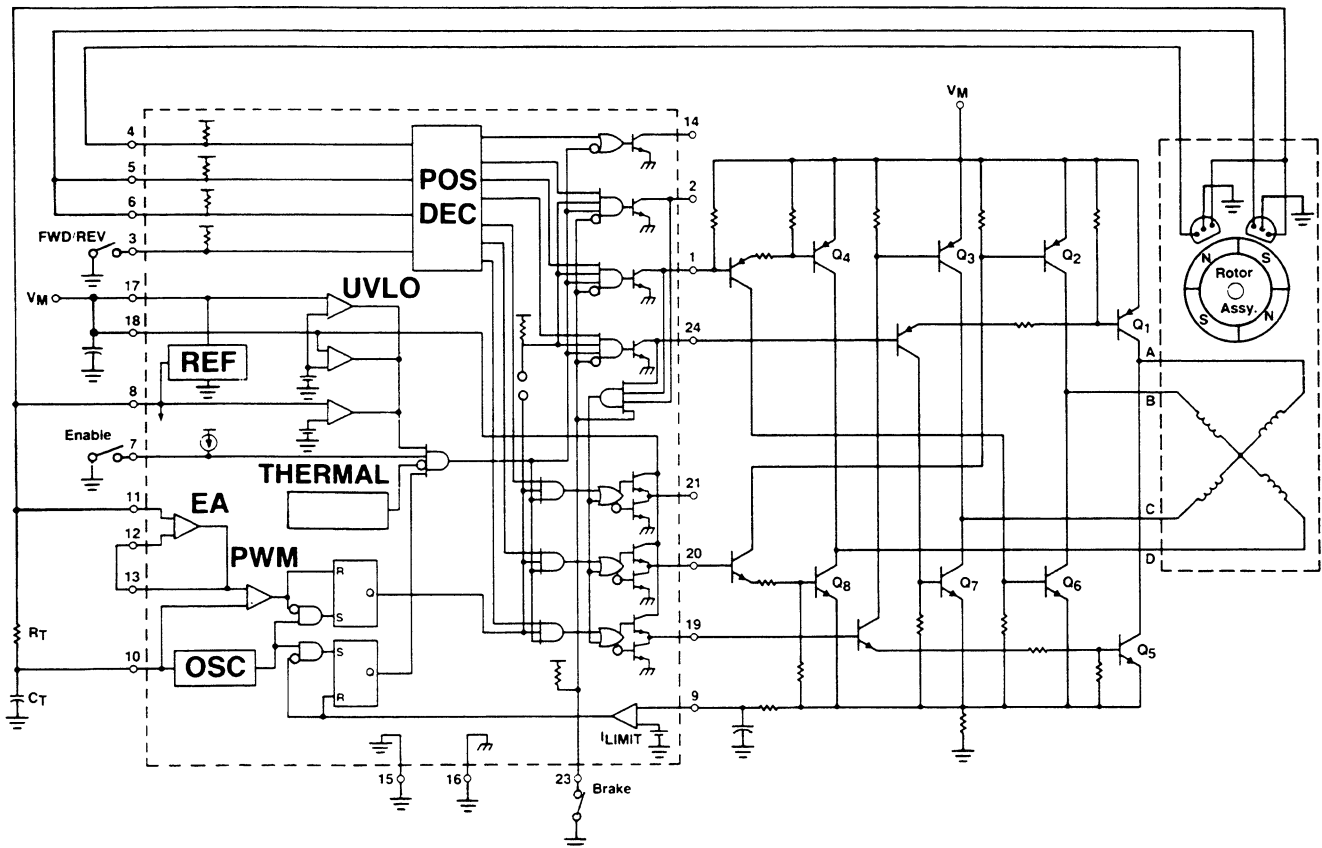 VM
4
14
5
POS
DEC
2
6
FWD/REV
3
1
Q4
Q3
Q2
N
S
Rotor
Assy.
S
N
VM
17
UVLO
18
24
Q1
A
REF
8
B
Enable
7
THERMAL
21
11
EA
C
12
D
PWM
20
13
R
Q
S
Q8
Q7
Q6
RT
19
10
OSC
S
Q
R
Q5
CT
9
ILIMIT
15
16
23
Brake